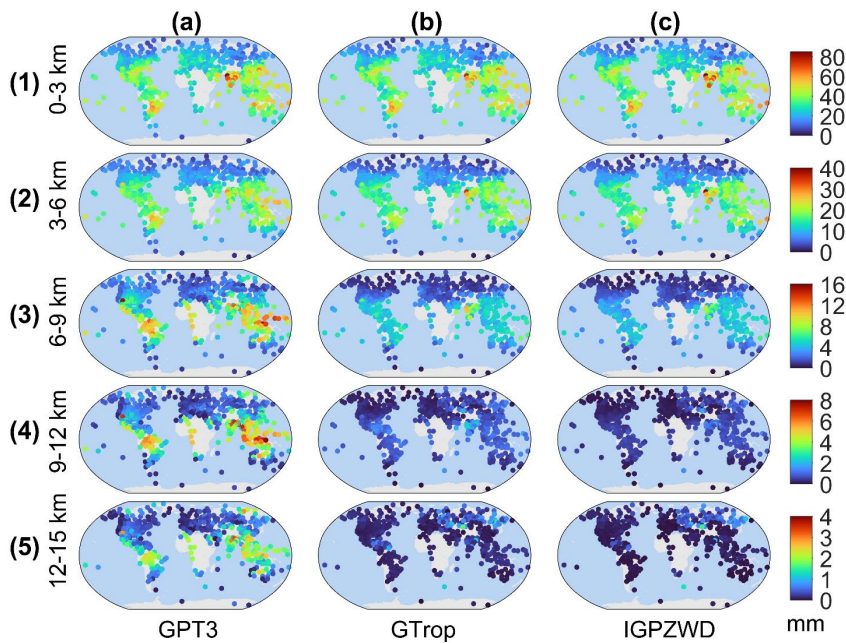 (a) (b) (c)
(1) 0-3 km 80 60 40 20 0
(2) 3-6 km 40 30 20 10 0
(3) 6-9 km 16 12 8 4 0
(4) 9-12 km 8 6 4 2 0
(5) 12-15 km 4 3 2 1 0
GPT3 GTrop IGPZWD mm